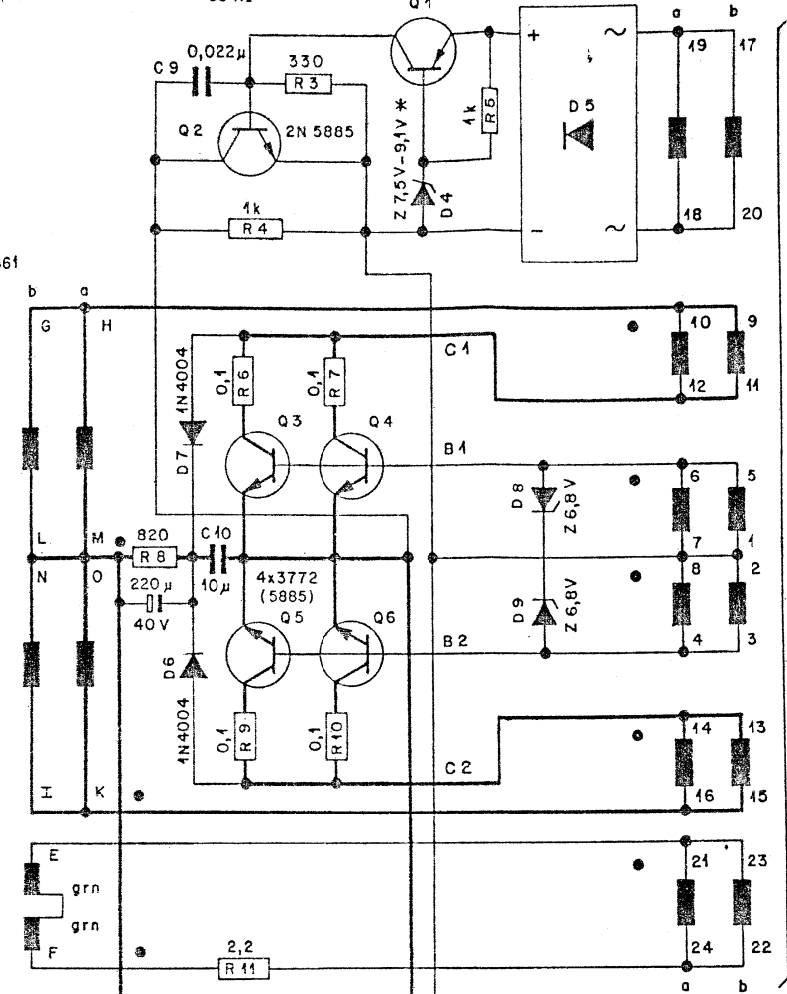 Q1
a b
0,022µ
C9
330
R3
+ ~
19 17
1k
R5
D5
Q2
2N 5885
Z 7,5V-9,1V *
D4
1k
R4
- ~
18 20
61
b a
G H
10 9
C1
12 11
1N4004
D7
0,1
R6
0,1
R7
Q3
Q4
B1
6 5
D8
Z 6,8V
L M
820
R8
C10
10µ
7 1
N O
8 2
220µ
40V
4x3772
(5885)
Q5
Q6
D9
Z 6,8V
D6
B2
4 3
1N4004
0,1
R9
0,1
R10
14 13
C2
16 15
I K
E
21 23
grn
grn
F
2,2
R11
24 22
a b